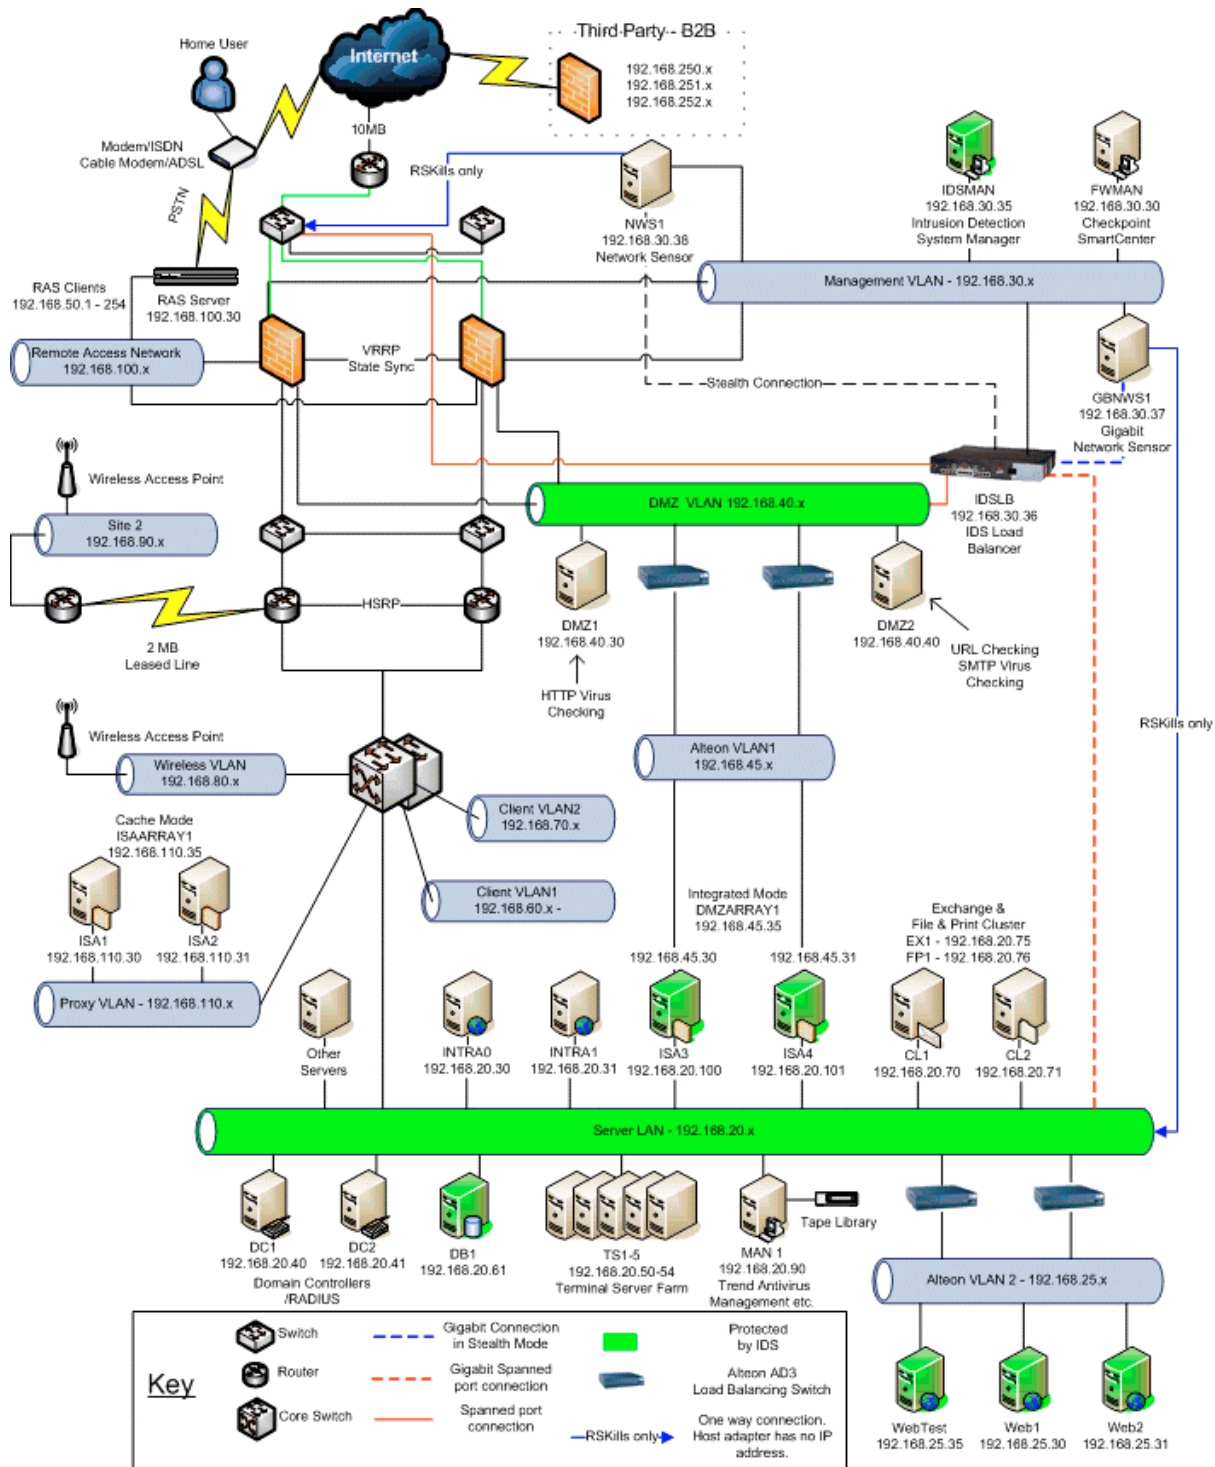 Third Party - B2B
Home User
Internet
192.168.250.x
192.168.251.x
192.168.252.x
10MB
Modem/ISDN
Cable Modem/ADSL
RSKills only
PSTN
NWS1
192.168.30.38
Network Sensor
IDSMAN
192.168.30.35
Intrusion Detection
System Manager
FWMAN
192.168.30.30
Checkpoint
SmartCenter
Management VLAN - 192.168.30.x
RAS Clients
192.168.50.1 - 254
RAS Server
192.168.100.30
Remote Access Network
192.168.100.x
VRRP
State Sync
Stealth Connection
GBNWS1
192.168.30.37
Gigabit
Network Sensor
Wireless Access Point
DMZ VLAN 192.168.40.x
IDSLB
192.168.30.36
IDS Load
Balancer
Site 2
192.168.90.x
HSRP
2 MB
Leased Line
DMZ1
192.168.40.30
DMZ2
192.168.40.40
URL Checking
SMTP Virus
Checking
HTTP Virus
Checking
RSKills only
Wireless Access Point
Wireless VLAN
192.168.80.x
Alteon VLAN1
192.168.45.x
Client VLAN2
192.168.70.x
Cache Mode
ISAARRAY1
192.168.110.35
Client VLAN1
192.168.60.x -
Integrated Mode
DMZARRAY1
192.168.45.35
Exchange &
File & Print Cluster
EX1 - 192.168.20.75
FP1 - 192.168.20.76
ISA1
192.168.110.30
ISA2
192.168.110.31
192.168.45.30
192.168.45.31
Proxy VLAN - 192.168.110.x
Other
Servers
INTRA0
192.168.20.30
INTRA1
192.168.20.31
ISA3
192.168.20.100
ISA4
192.168.20.101
CL1
192.168.20.70
CL2
192.168.20.71
Server LAN - 192.168.20.x
DC1
192.168.20.40
DC2
192.168.20.41
Domain Controllers
/RADIUS
DB1
192.168.20.61
TS1-5
192.168.20.50-54
Terminal Server Farm
MAN 1
192.168.20.90
Trend Antivirus
Management etc.
Tape Library
Alteon VLAN 2 - 192.168.25.x
WebTest
192.168.25.35
Web1
192.168.25.30
Web2
192.168.25.31
Key
Switch
Router
Core Switch
Gigabit Connection
in Stealth Mode
Gigabit Spanned
port connection
Spanned port
connection
Protected
by IDS
Alteon AD3
Load Balancing Switch
RSKills only
One way connection.
Host adapter has no IP
address.